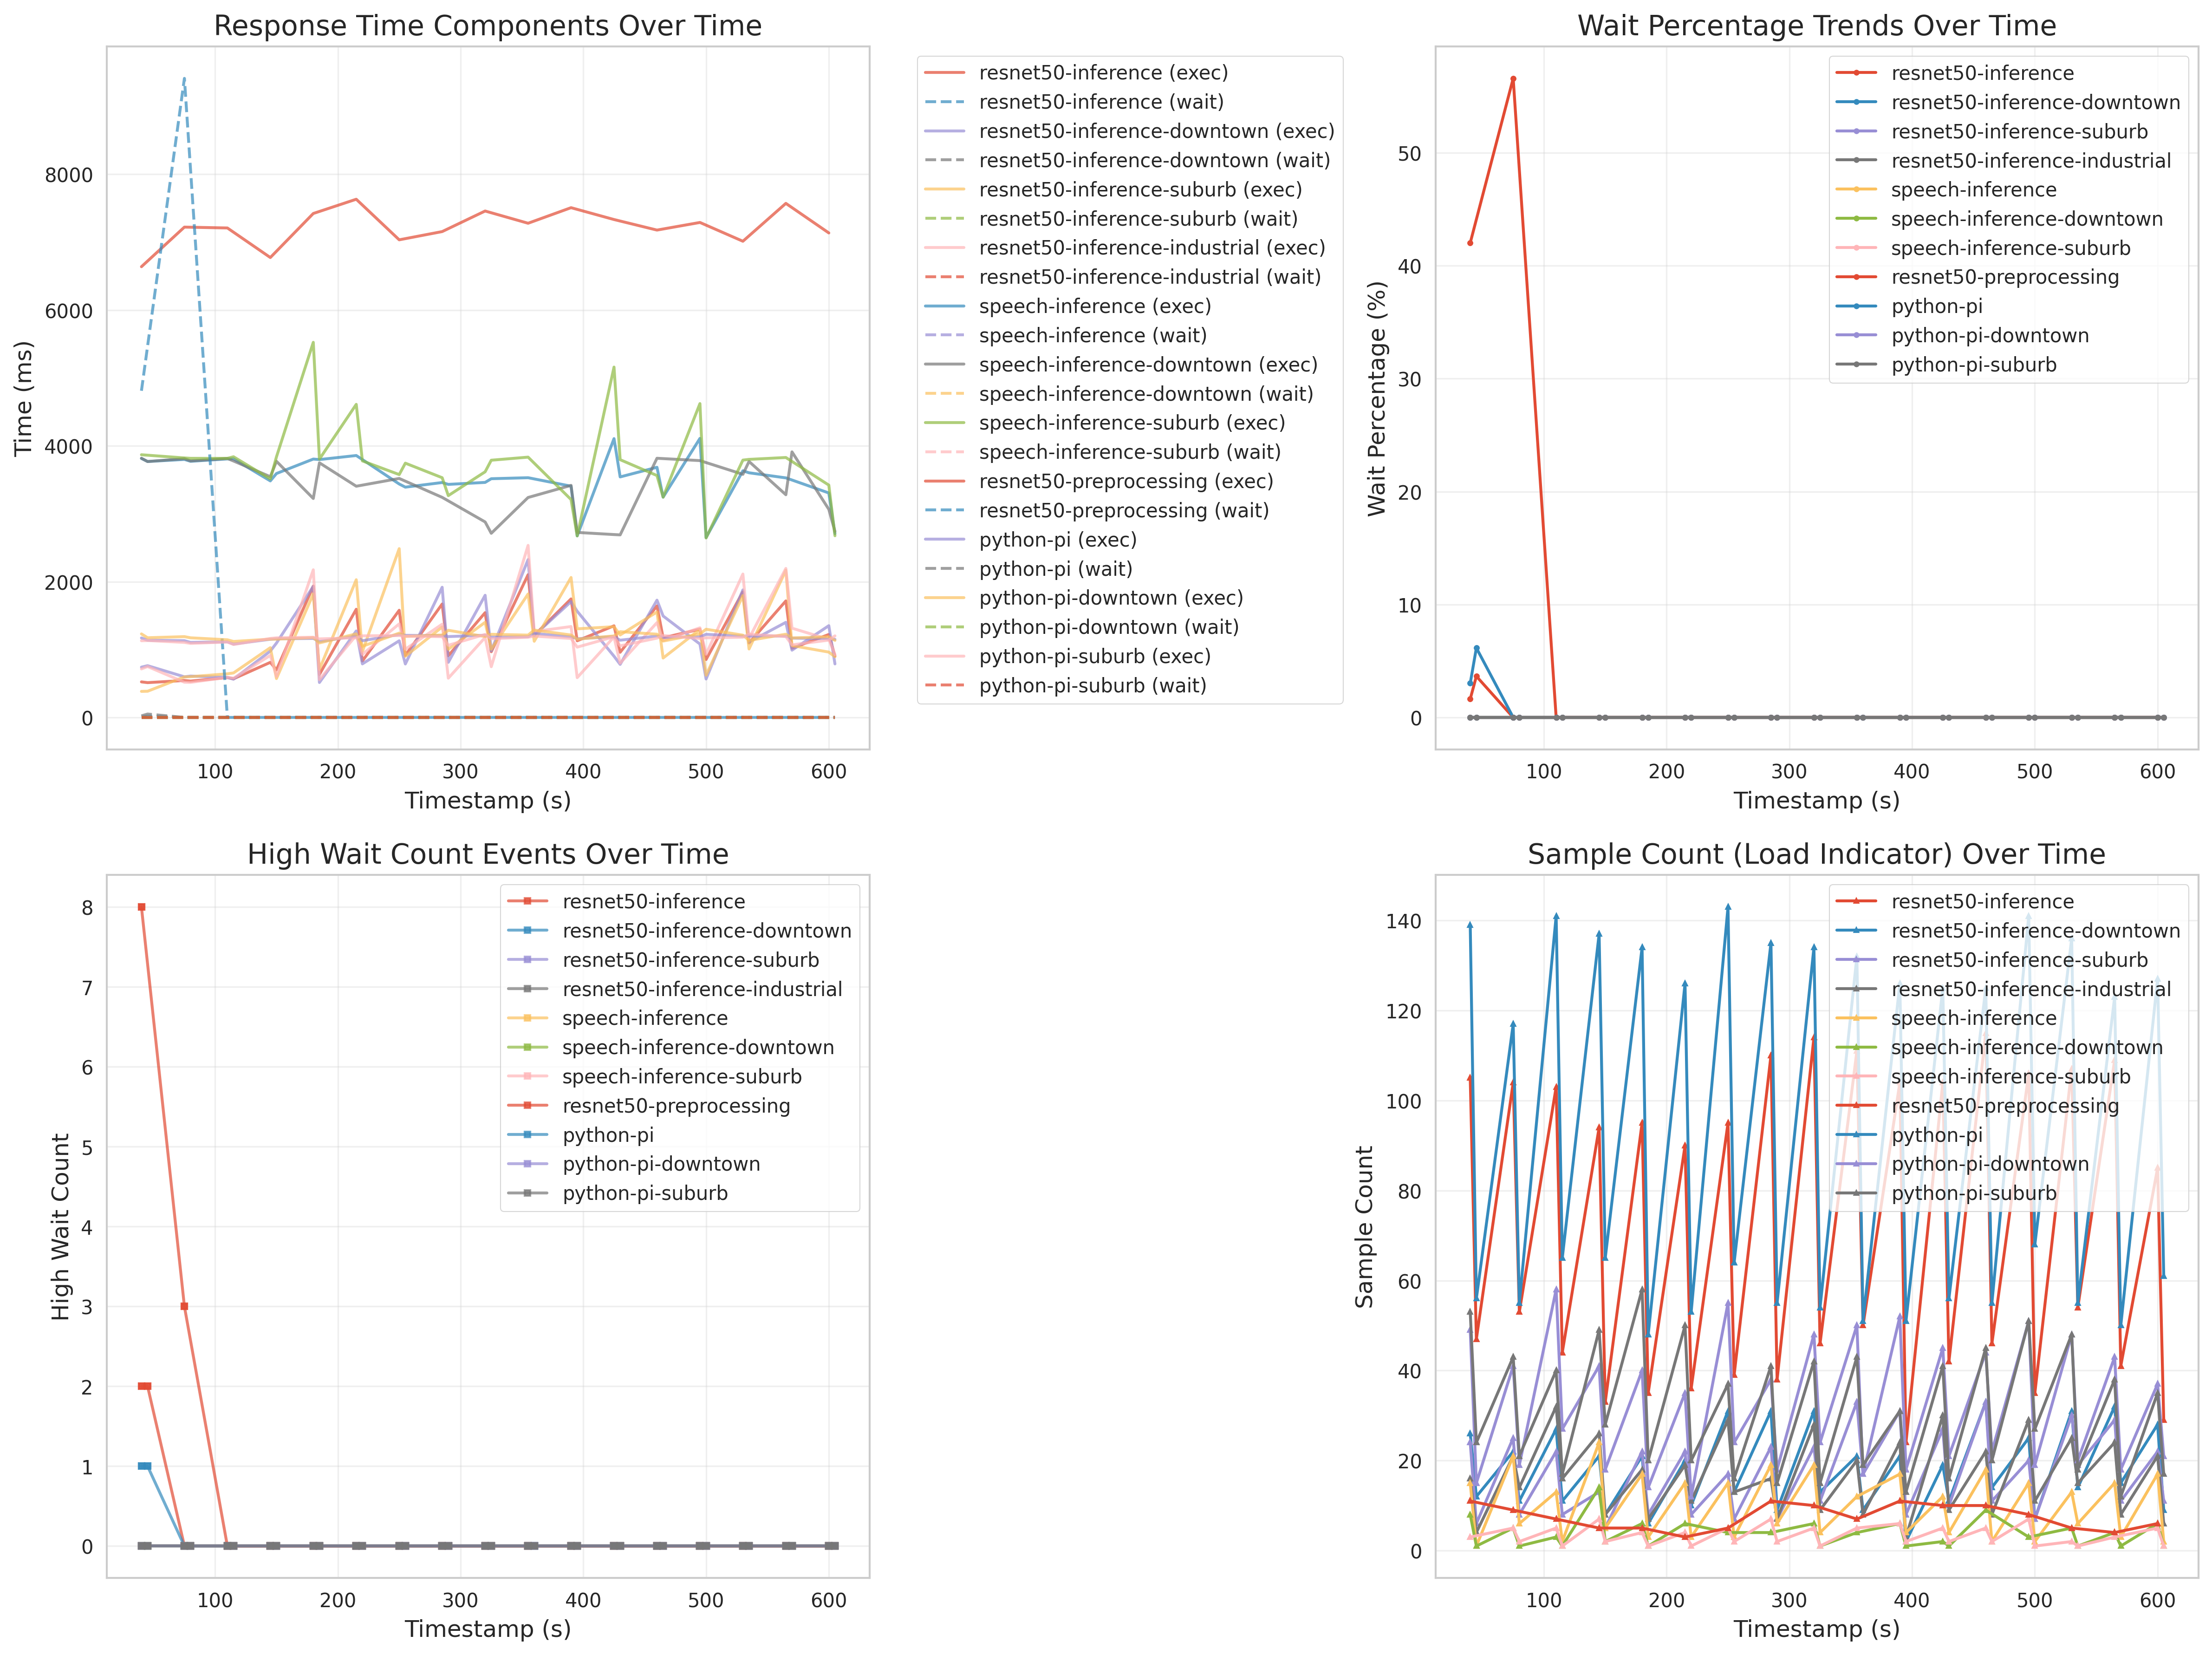 Response Time Components Over Time
Time (ms)
8000
6000
4000
2000
0
100 200 300 400 500 600
Timestamp (s)
resnet50-inference (exec)
resnet50-inference (wait)
resnet50-inference-downtown (exec)
resnet50-inference-downtown (wait)
resnet50-inference-suburb (exec)
resnet50-inference-suburb (wait)
resnet50-inference-industrial (exec)
resnet50-inference-industrial (wait)
speech-inference (exec)
speech-inference (wait)
speech-inference-downtown (exec)
speech-inference-downtown (wait)
speech-inference-suburb (exec)
speech-inference-suburb (wait)
resnet50-preprocessing (exec)
resnet50-preprocessing (wait)
python-pi (exec)
python-pi (wait)
python-pi-downtown (exec)
python-pi-downtown (wait)
python-pi-suburb (exec)
python-pi-suburb (wait)
Wait Percentage Trends Over Time
Wait Percentage (%)
50
40
30
20
10
0
100 200 300 400 500 600
Timestamp (s)
resnet50-inference
resnet50-inference-downtown
resnet50-inference-suburb
resnet50-inference-industrial
speech-inference
speech-inference-downtown
speech-inference-suburb
resnet50-preprocessing
python-pi
python-pi-downtown
python-pi-suburb
High Wait Count Events Over Time
High Wait Count
8
7
6
5
4
3
2
1
0
100 200 300 400 500 600
Timestamp (s)
resnet50-inference
resnet50-inference-downtown
resnet50-inference-suburb
resnet50-inference-industrial
speech-inference
speech-inference-downtown
speech-inference-suburb
resnet50-preprocessing
python-pi
python-pi-downtown
python-pi-suburb
Sample Count (Load Indicator) Over Time
Sample Count
140
120
100
80
60
40
20
0
100 200 300 400 500 600
Timestamp (s)
resnet50-inference
resnet50-inference-downtown
resnet50-inference-suburb
resnet50-inference-industrial
speech-inference
speech-inference-downtown
speech-inference-suburb
resnet50-preprocessing
python-pi
python-pi-downtown
python-pi-suburb